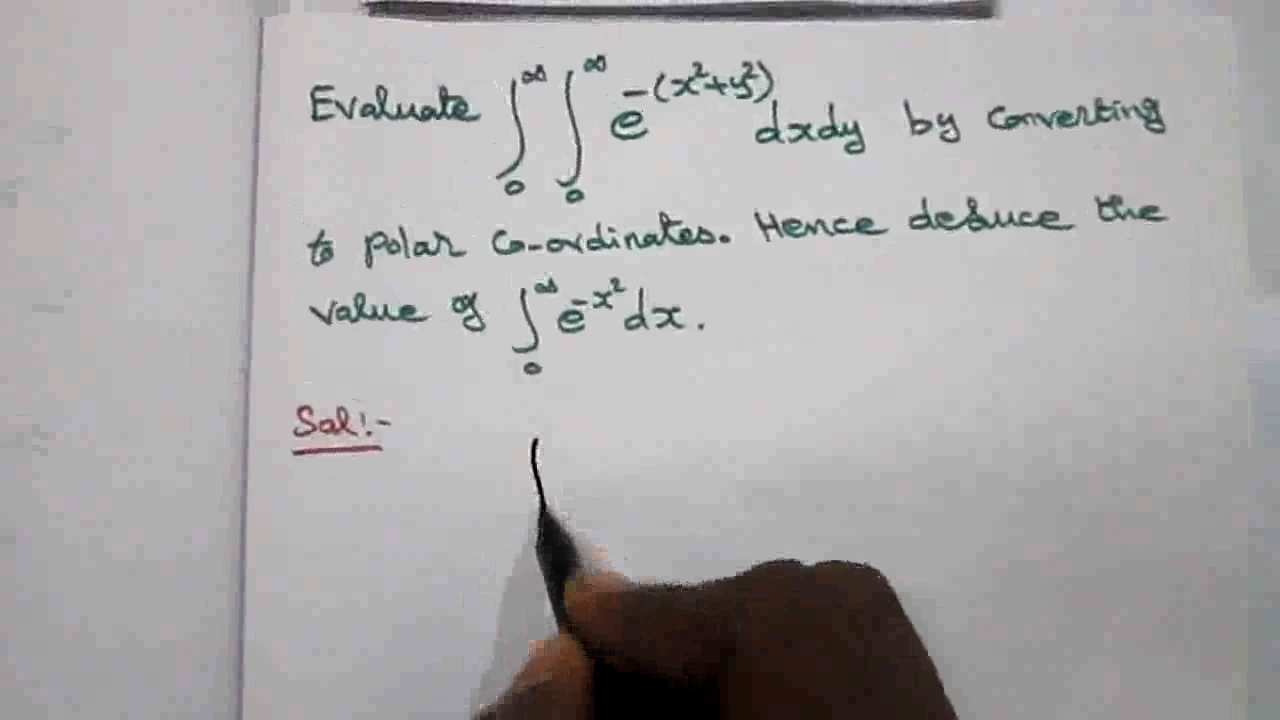 Evaluate ∫₀^∞ ∫₀^∞ e^{-(x²+y²)} dxdy by converting
to polar Co-ordinates. Hence deduce the
value of ∫₀^∞ e^{-x²} dx.
Sol:-